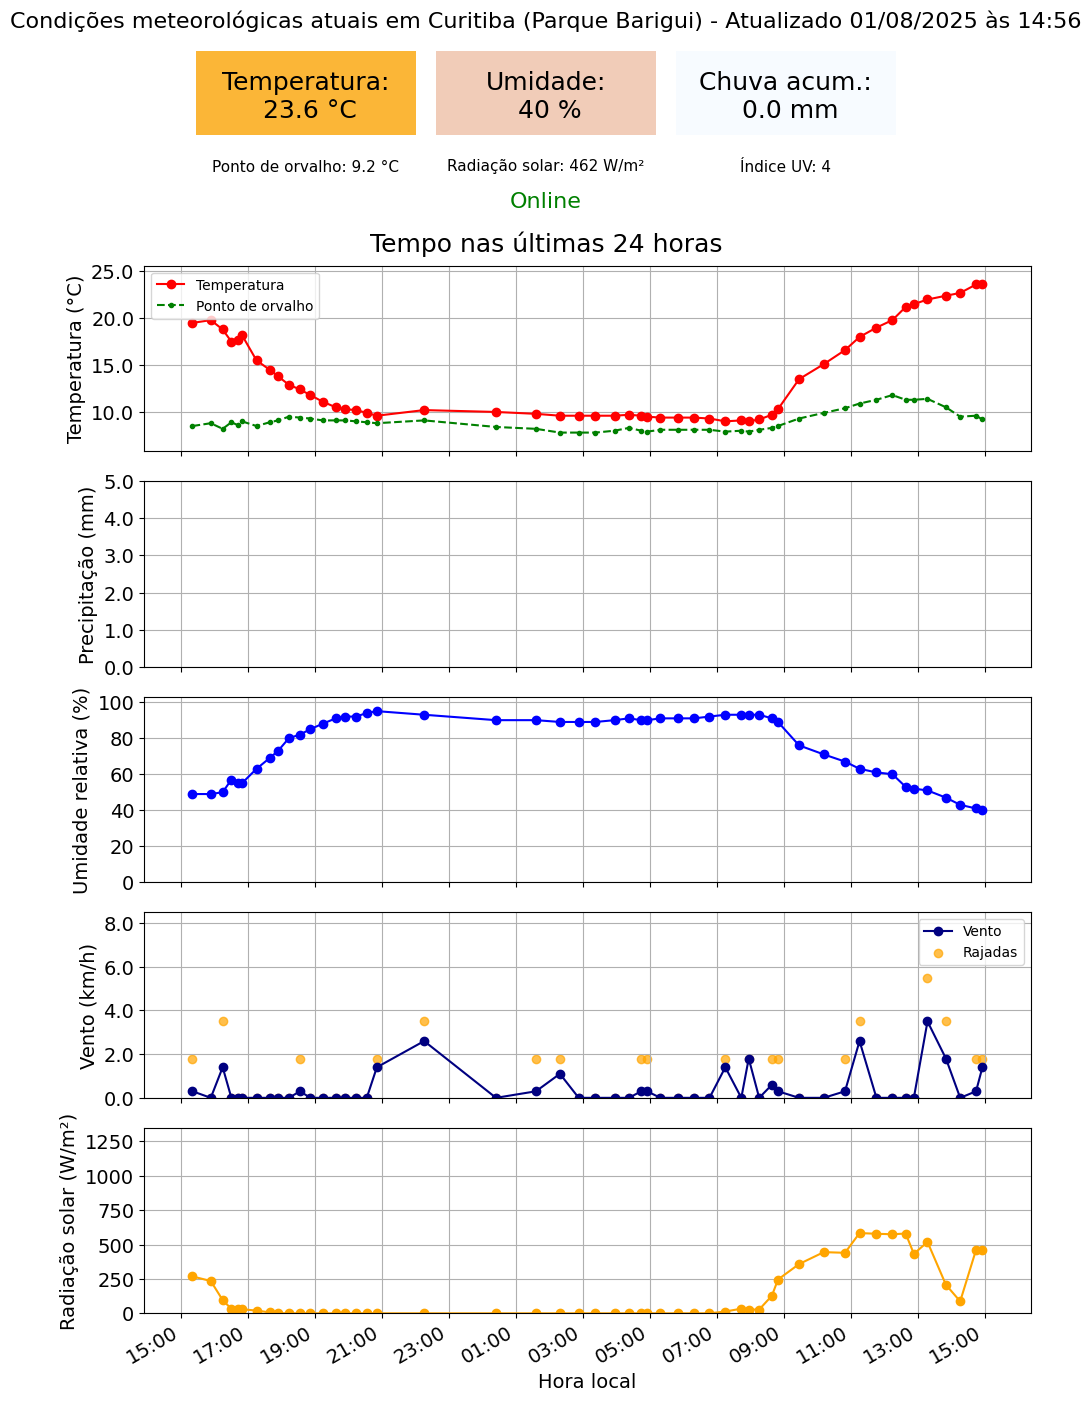 Condições meteorológicas atuais em Curitiba (Parque Barigui) - Atualizado 01/08/2025 às 14:56
Temperatura:
23.6 °C
Umidade:
40 %
Chuva acum.:
0.0 mm
Ponto de orvalho: 9.2 °C
Radiação solar: 462 W/m²
Índice UV: 4
Online
Tempo nas últimas 24 horas
Temperatura (°C)
25.0
20.0
15.0
10.0
Temperatura
Ponto de orvalho
Precipitação (mm)
5.0
4.0
3.0
2.0
1.0
0.0
Umidade relativa (%)
100
80
60
40
20
0
Vento (km/h)
8.0
6.0
4.0
2.0
0.0
Vento
Rajadas
Radiação solar (W/m²)
1250
1000
750
500
250
0
15:00
17:00
19:00
21:00
23:00
01:00
03:00
05:00
07:00
09:00
11:00
13:00
15:00
Hora local